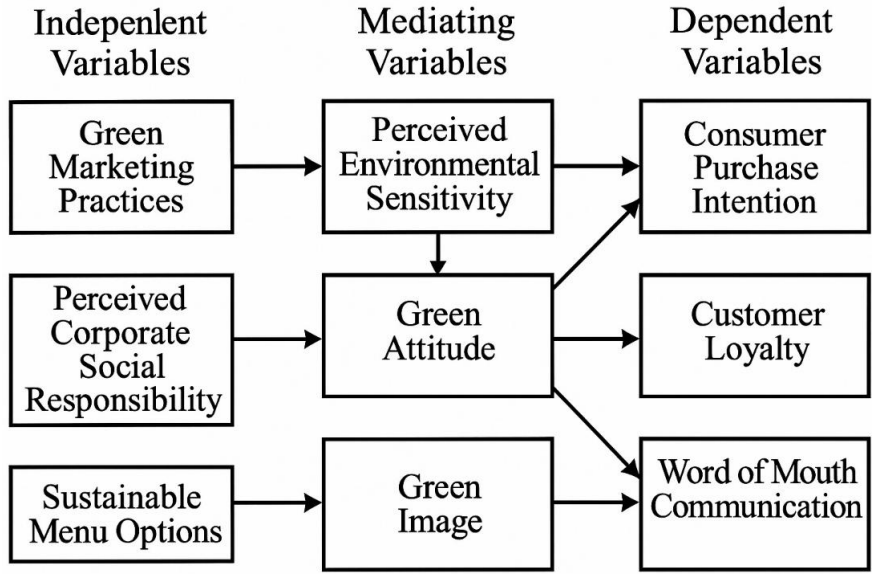 Indepenlent
Variables
Mediating
Variables
Dependent
Variables
Green
Marketing
Practices
Perceived
Environmental
Sensitivity
Consumer
Purchase
Intention
Perceived
Corporate
Social
Responsibility
Green
Attitude
Customer
Loyalty
Sustainable
Menu Options
Green
Image
Word of Mouth
Communication